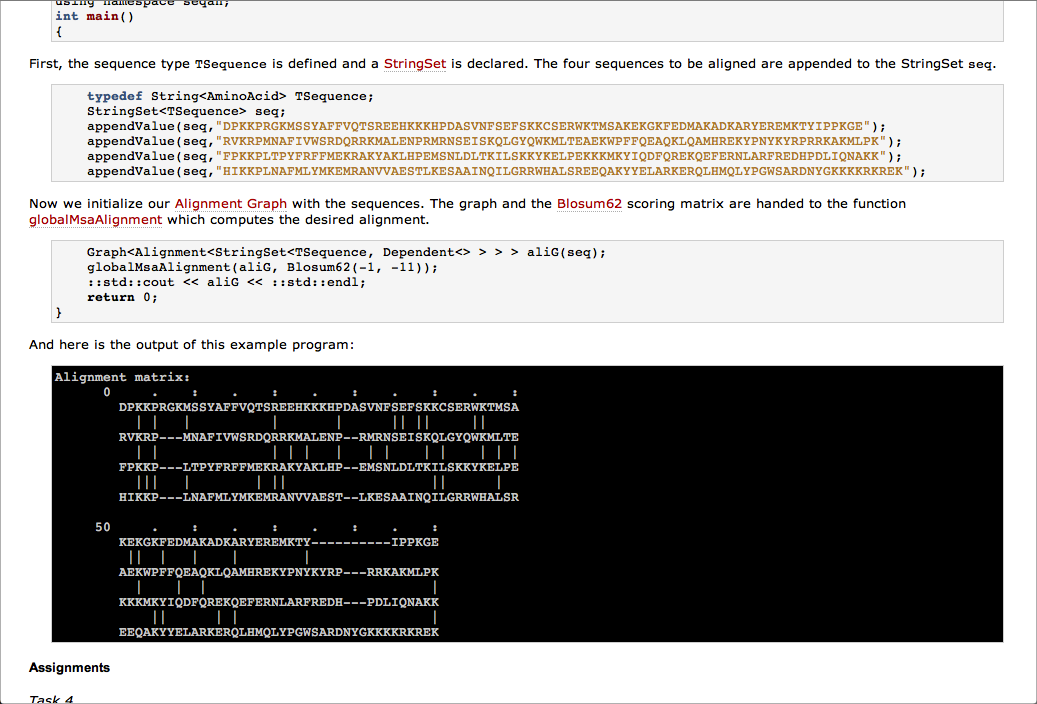 using namespace seqan;
int main()
{
First, the sequence type TSequence is defined and a StringSet is declared. The four sequences to be aligned are appended to the StringSet seq.
typedef String<AminoAcid> TSequence;
StringSet<TSequence> seq;
appendValue(seq,"DPKKPRGKMSSYAFFVQTSREEHKKKHPDASVNFSEFSKKCSERWKTMSAKEKGKFEDMAKADKARYEREMKTYIPPKGE");
appendValue(seq,"RVKRPMNAFIVWSRDQRRKMALENPRMRNSEISKQLGYQWKMLTEAEKWPFFQEAQKLQAMHREKYPNYKYRPRRKAKMLPK");
appendValue(seq,"FPKKPLTPYFRFFMEKRAKYAKLHPEMSNLDLTKILSKKYKELPEKKKMKYIQDFQREKQEFERNLARFREDHPDLIQNAKK");
appendValue(seq,"HIKKPLNAFMLYMKEMRANVVAESTLKESAAINQILGRRWHALSREEQAKYYELARKERQLHMQLYPGWSARDNYGKKKKRKREK");
Now we initialize our Alignment Graph with the sequences. The graph and the Blosum62 scoring matrix are handed to the function
globalMsaAlignment which computes the desired alignment.
Graph<Alignment<StringSet<TSequence, Dependent<> > > > aliG(seq);
globalMsaAlignment(aliG, Blosum62(-1, -11));
::std::cout << aliG << ::std::endl;
return 0;
}
And here is the output of this example program:
Alignment matrix:
0     .    :    .    :    .    :    .    :    .    :
DPKKPRGKMSSYAFFVQTSREEHKKKHPDASVNFSEFSKKCSERWKTMSA
  | |   |          |       |      || ||     ||
RVKRP---MNAFIVWSRDQRRKMALENP--RMRNSEISKQLGYQWKMLTE
  | |              | | |   |   | |    | |    | | |
FPKKP---LTPYFRFFMEKRAKYAKLHP--EMSNLDLTKILSKKYKELPE
  |||   |        | ||                  ||      |
HIKKP---LNAFMLYMKEMRANVVAEST--LKESAAINQILGRRWHALSR
50     .    :    .    :    .    :    .    :
KEKGKFEDMAKADKARYEREMKTY----------IPPKGE
 ||  |   |    |        |
AEKWPFFQEAQKLQAMHREKYPNYKYRP---RRKAKMLPK
  |    |  |                            |
KKKMKYIQDFQREKQEFERNLARFREDH---PDLIQNAKK
    ||      | |                        |
EEQAKYYELARKERQLHMQLYPGWSARDNYGKKKKRKREK
Assignments
Task 4